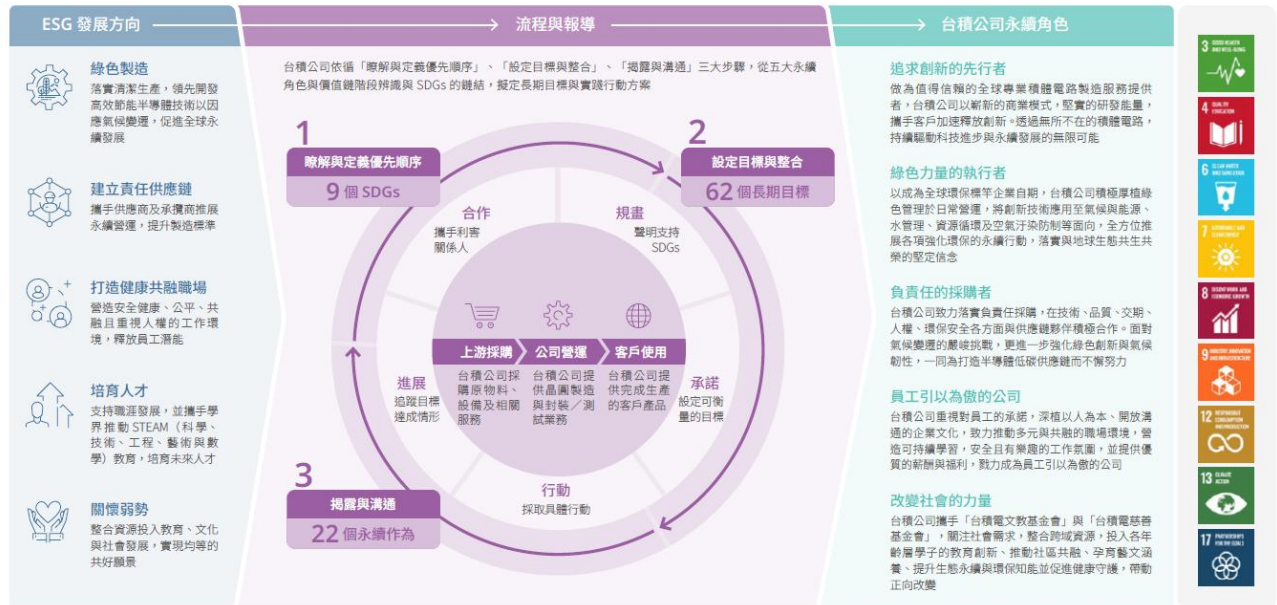 ESG 發展方向
流程與報導
台積公司永續角色
綠色製造
落實清潔生產，領先開發
高效節能半導體技術以因
應氣候變遷，促進全球永
續發展
建立責任供應鏈
攜手供應商及承攬商推展
永續營運，提升製造標準
打造健康共融職場
營造安全健康、公平、共
融且重視人權的工作環
境，釋放員工潛能
培育人才
支持職涯發展，並攜手學
界推動 STEAM（科學、
技術、工程、藝術與數
學）教育，培育未來人才
關懷弱勢
整合資源投入教育、文化
與社會發展，實現均等的
共好願景
台積公司依循「瞭解與定義優先順序」、「設定目標與整合」、「揭露與溝通」三大步驟，從五大永續
角色與價值鏈階段辨識與 SDGs 的鏈結，擬定長期目標與實踐行動方案
1
瞭解與定義優先順序
9 個 SDGs
2
設定目標與整合
62 個長期目標
合作
攜手利害
關係人
規畫
聲明支持
SDGs
上游採購
公司營運
客戶使用
台積公司採
購原物料、
設備及相關
服務
台積公司提
供晶圓製造
與封裝／測
試業務
台積公司提
供完成生產
的客戶產品
進展
追蹤目標
達成情形
承諾
設定可衡
量的目標
行動
採取具體行動
3
揭露與溝通
22 個永續作為
追求創新的先行者
做為值得信賴的全球專業積體電路製造服務提供
者，台積公司以嶄新的商業模式，堅實的研發能量，
攜手客戶加速釋放創新。透過無所不在的積體電路，
持續驅動科技進步與永續發展的無限可能
綠色力量的執行者
以成為全球環保標竿企業自期，台積公司積極厚植綠
色管理於日常營運，將創新技術應用至氣候與能源、
水管理、資源循環及空氣汙染防制等面向，全方位推
展各項強化環保的永續行動，落實與地球生態共生共
榮的堅定信念
負責任的採購者
台積公司致力落實負責任採購，在技術、品質、交期、
人權、環保安全各方面與供應鏈夥伴積極合作。面對
氣候變遷的嚴峻挑戰，更進一步強化綠色創新與氣候
韌性，一同為打造半導體低碳供應鏈而不懈努力
員工引以為傲的公司
台積公司重視對員工的承諾，深植以人為本、開放溝
通的企業文化，致力推動多元與共融的職場環境，營
造可持續學習，安全且有樂趣的工作氛圍，並提供優
質的薪酬與福利，戮力成為員工引以為傲的公司
改變社會的力量
台積公司攜手「台積電文教基金會」與「台積電慈善
基金會」，關注社會需求，整合跨域資源，投入各年
齡層學子的教育創新、推動社區共融、孕育藝文涵
養、提升生態永續與環保知能並促進健康守護，帶動
正向改變
3 GOOD HEALTH
AND WELL-BEING
4 QUALITY
EDUCATION
6 CLEAN WATER
AND SANITATION
7 AFFORDABLE AND
CLEAN ENERGY
8 DECENT WORK AND
ECONOMIC GROWTH
9 INDUSTRY, INNOVATION
AND INFRASTRUCTURE
12 RESPONSIBLE
CONSUMPTION
AND PRODUCTION
13 CLIMATE
ACTION
17 PARTNERSHIPS
FOR THE GOALS